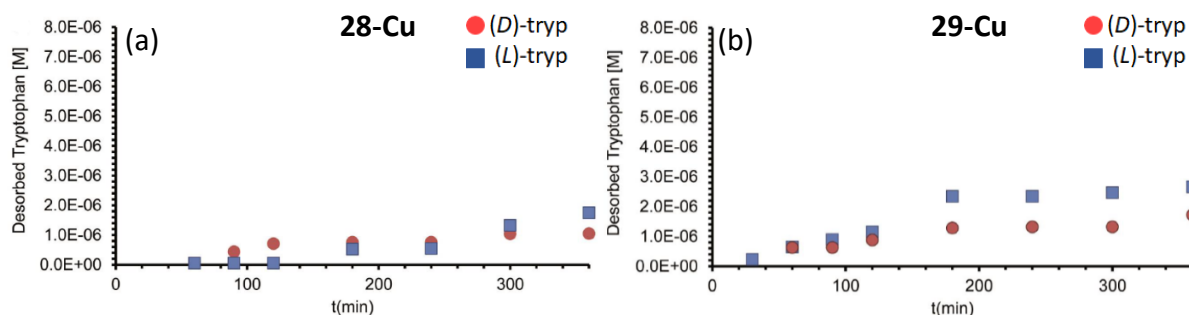 (a)
28-Cu
(D)-tryp
(L)-tryp
Desorbed Tryptophan [M]
8.0E-06
7.0E-06
6.0E-06
5.0E-06
4.0E-06
3.0E-06
2.0E-06
1.0E-06
0.0E+00
0
100
200
300
t(min)
(b)
29-Cu
(D)-tryp
(L)-tryp
Desorbed Tryptophan [M]
8.0E-06
7.0E-06
6.0E-06
5.0E-06
4.0E-06
3.0E-06
2.0E-06
1.0E-06
0.0E+00
0
100
200
300
t(min)